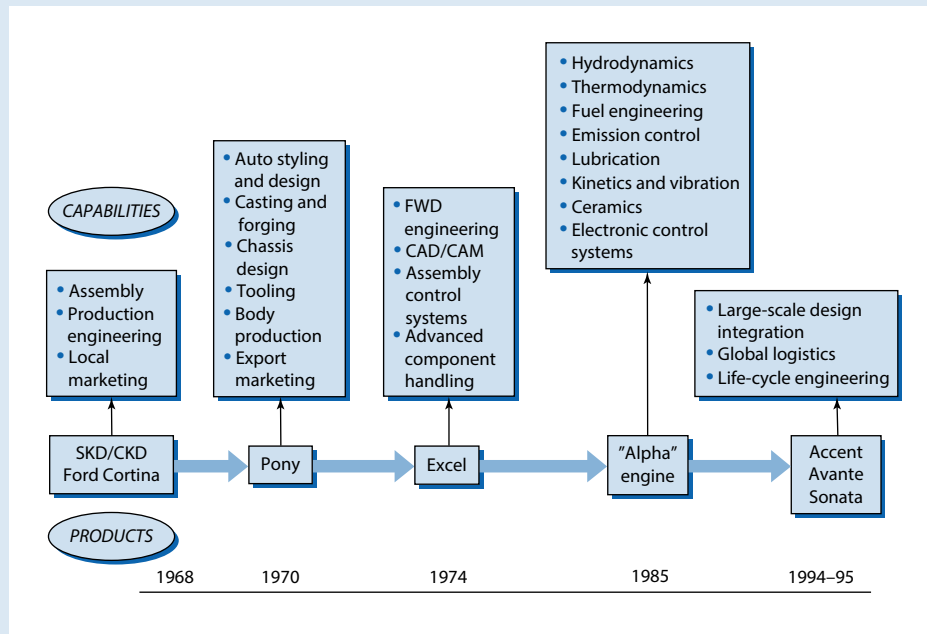 CAPABILITIES
• Assembly
• Production
engineering
• Local
marketing
• Auto styling
and design
• Casting and
forging
• Chassis
design
• Tooling
• Body
production
• Export
marketing
• FWD
engineering
• CAD/CAM
• Assembly
control
systems
• Advanced
component
handling
• Hydrodynamics
• Thermodynamics
• Fuel engineering
• Emission control
• Lubrication
• Kinetics and vibration
• Ceramics
• Electronic control
systems
• Large-scale design
integration
• Global logistics
• Life-cycle engineering
SKD/CKD
Ford Cortina
Pony
Excel
”Alpha”
engine
Accent
Avante
Sonata
PRODUCTS
1968
1970
1974
1985
1994–95